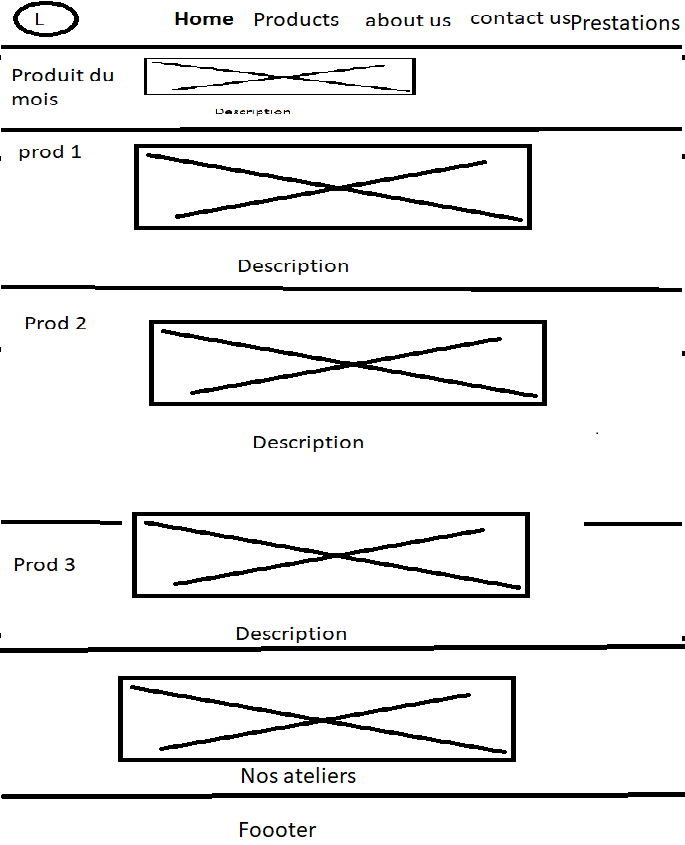 L
Home Products about us contact us Prestations
Produit du
mois
Description
prod 1
Description
Prod 2
Description
Prod 3
Description
Nos ateliers
Foooter